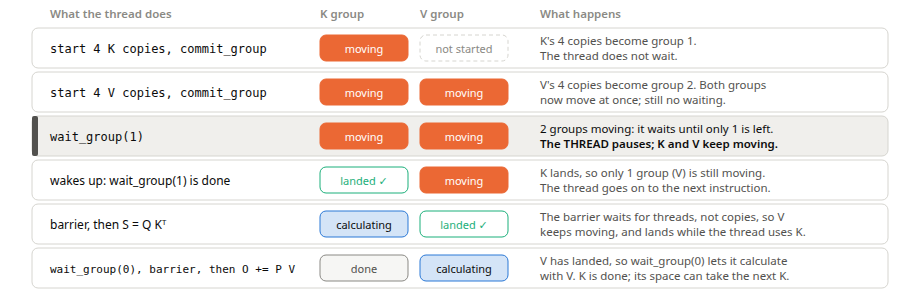 What the thread does K group V group What happens
start 4 K copies, commit_group moving not started K's 4 copies become group 1.
The thread does not wait.
start 4 V copies, commit_group moving moving V's 4 copies become group 2. Both groups
now move at once; still no waiting.
wait_group(1) moving moving 2 groups moving: it waits until only 1 is left.
The THREAD pauses; K and V keep moving.
wakes up: wait_group(1) is done landed ✓ moving K lands, so only 1 group (V) is still moving.
The thread goes on to the next instruction.
barrier, then S = Q Kᵀ calculating landed ✓ The barrier waits for threads, not copies, so V
keeps moving, and lands while the thread uses K.
wait_group(0), barrier, then O += P V done calculating V has landed, so wait_group(0) lets it calculate
with V. K is done; its space can take the next K.